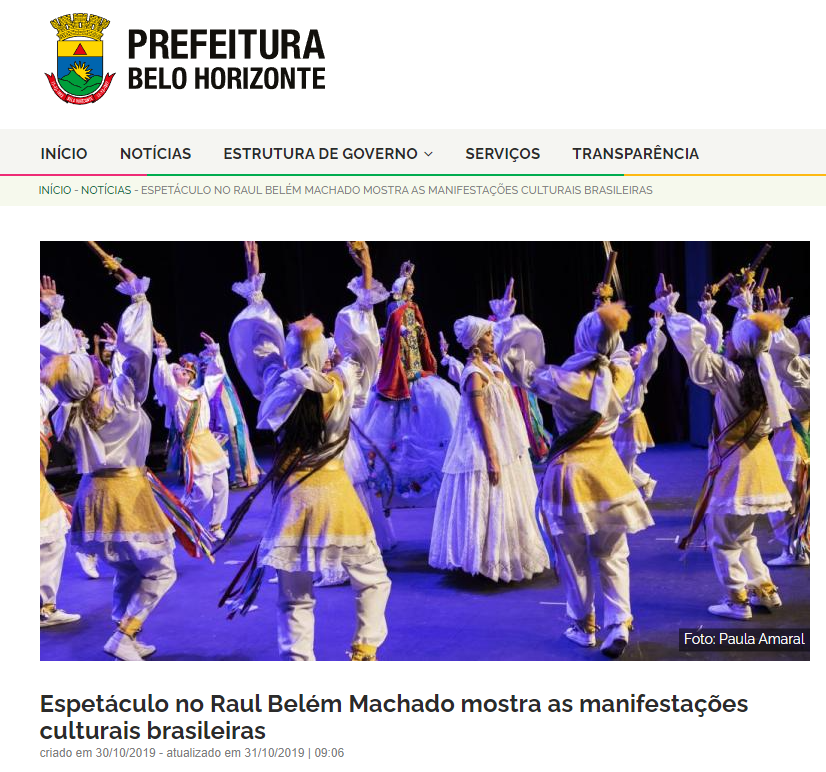 PREFEITURA
BELO HORIZONTE
INÍCIO NOTÍCIAS ESTRUTURA DE GOVERNO SERVIÇOS TRANSPARÊNCIA
INÍCIO - NOTÍCIAS - ESPETÁCULO NO RAUL BELÉM MACHADO MOSTRA AS MANIFESTAÇÕES CULTURAIS BRASILEIRAS
Foto: Paula Amaral
Espetáculo no Raul Belém Machado mostra as manifestações
culturais brasileiras
criado em 30/10/2019 - atualizado em 31/10/2019 | 09:06